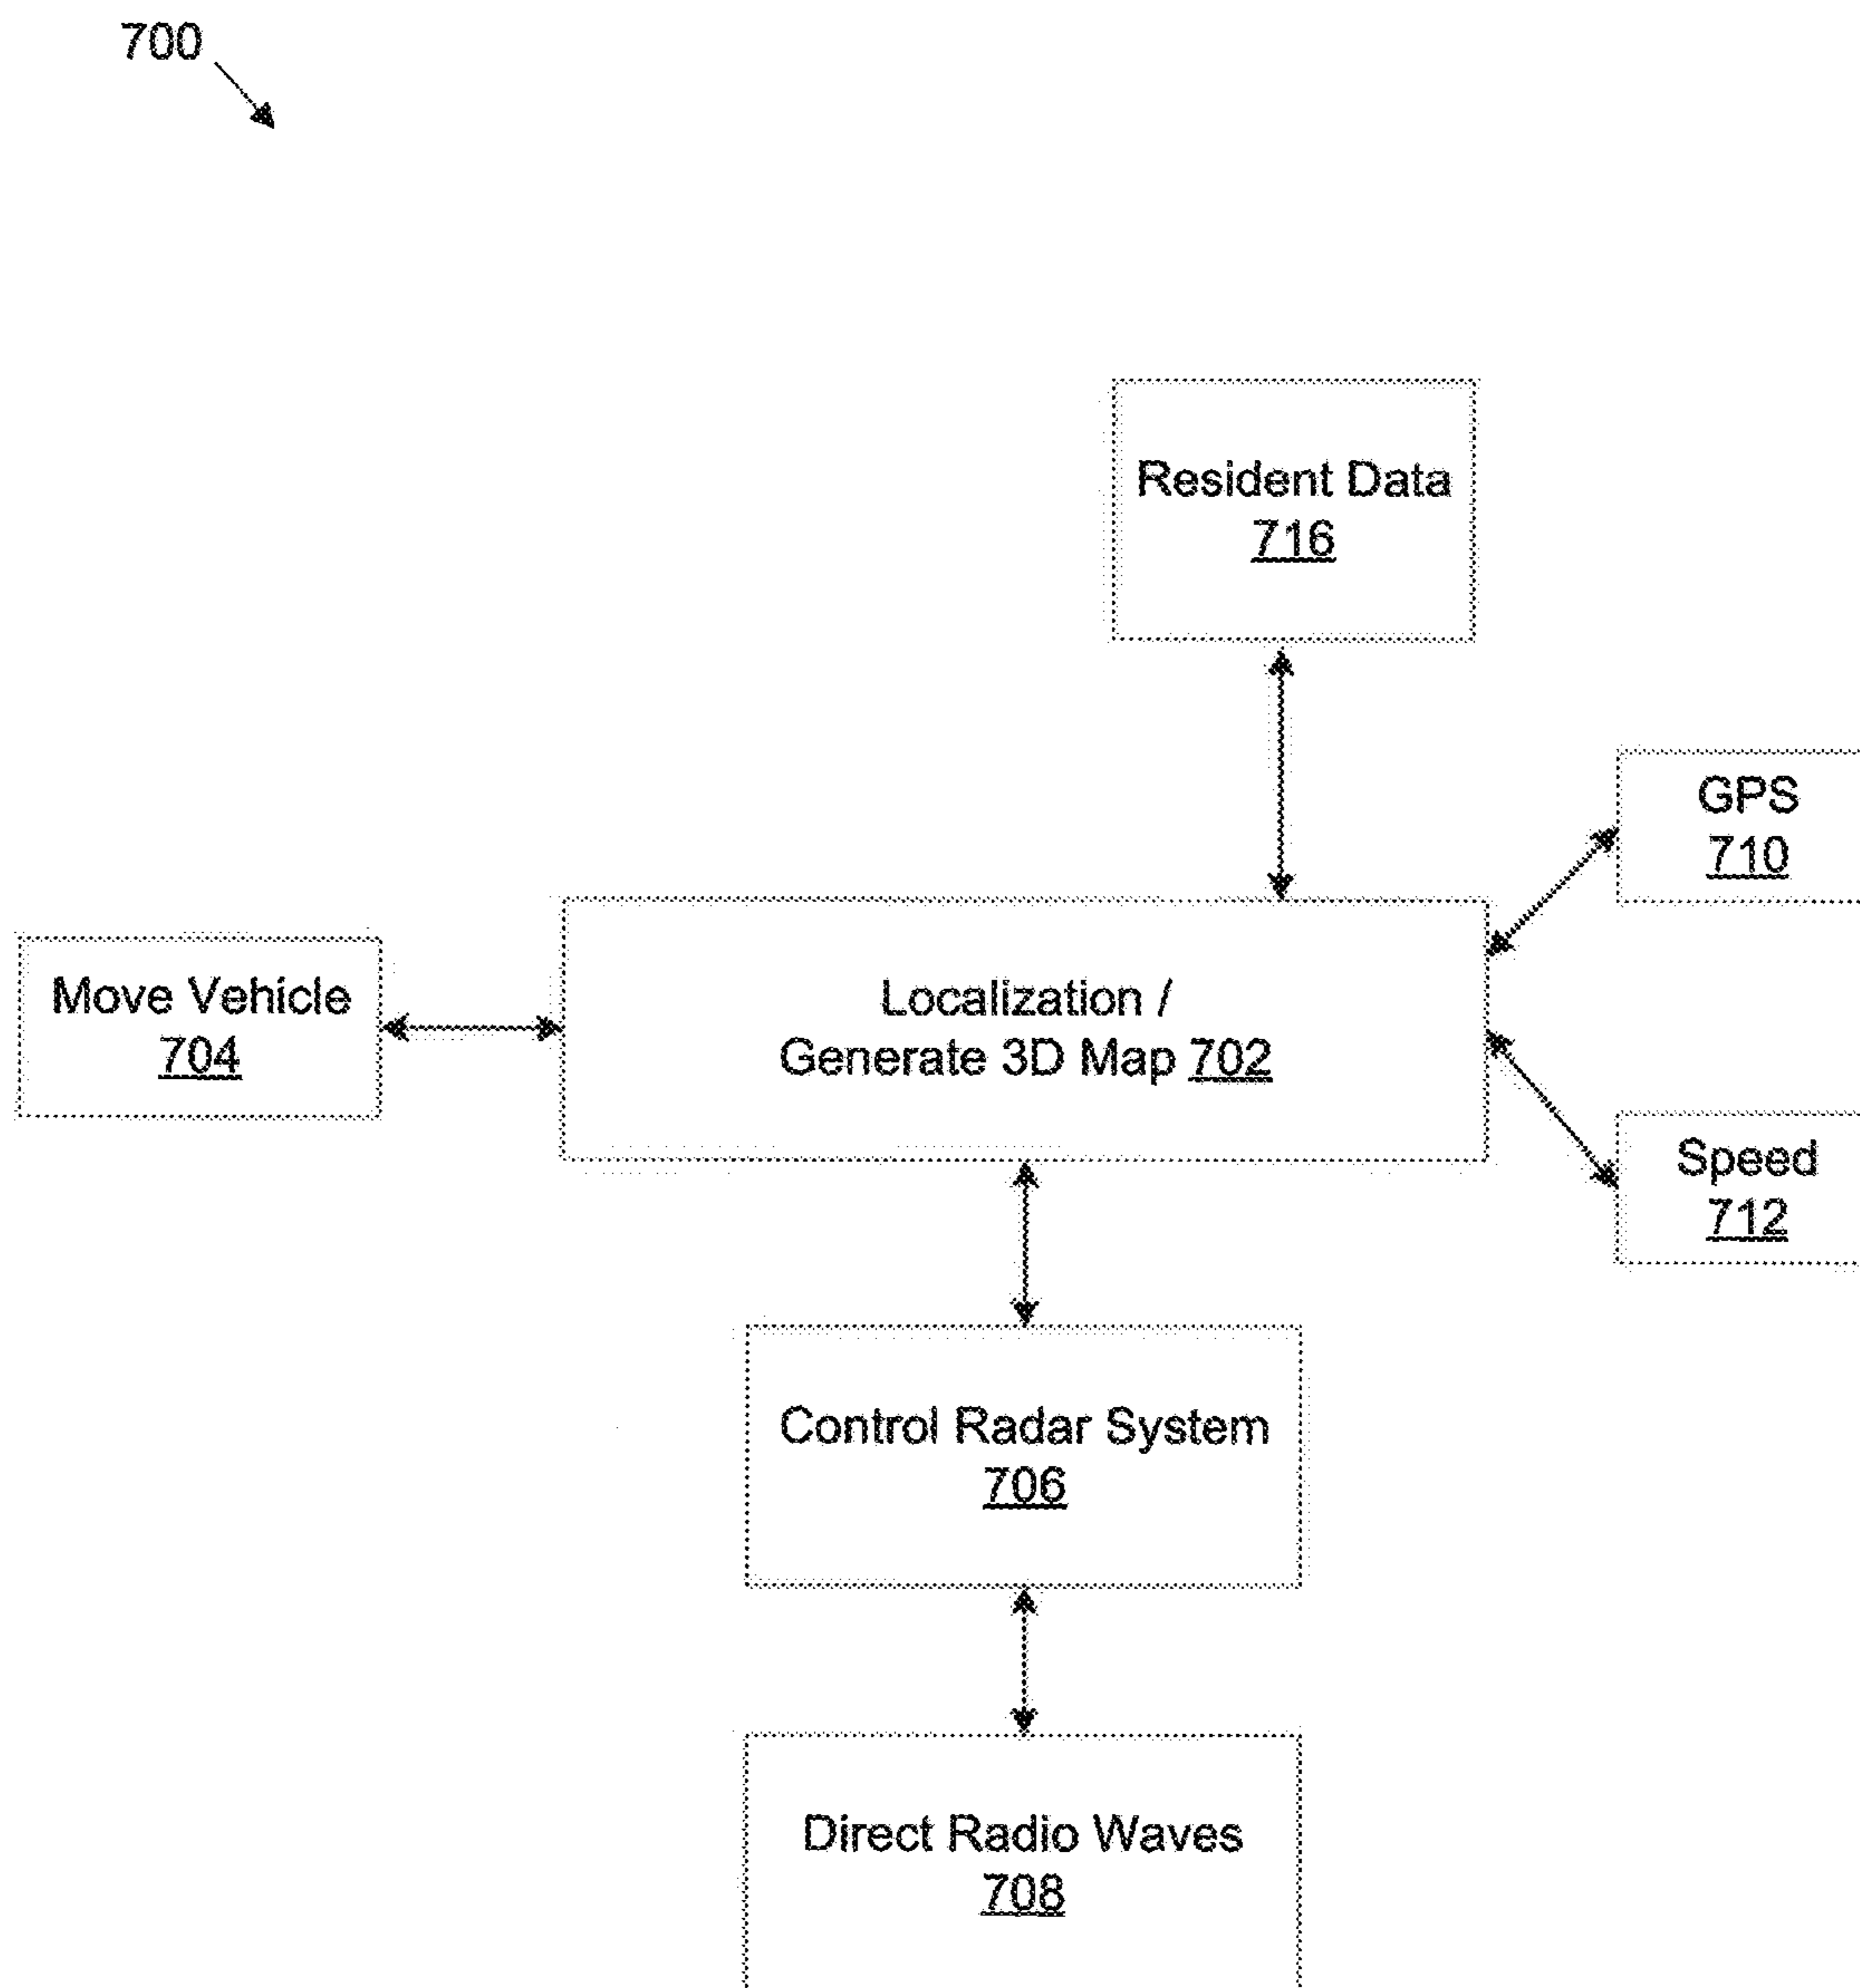 700
Resident Data
716
GPS
710
Move Vehicle
704
Localization /
Generate 3D Map 702
Speed
712
Control Radar System
706
Direct Radio Waves
708